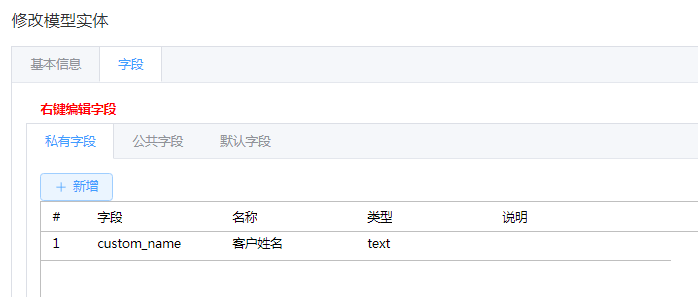 修改模型实体
基本信息 字段
右键编辑字段
私有字段 公共字段 默认字段
+ 新增
# 字段 名称 类型 说明
1 custom_name 客户姓名 text